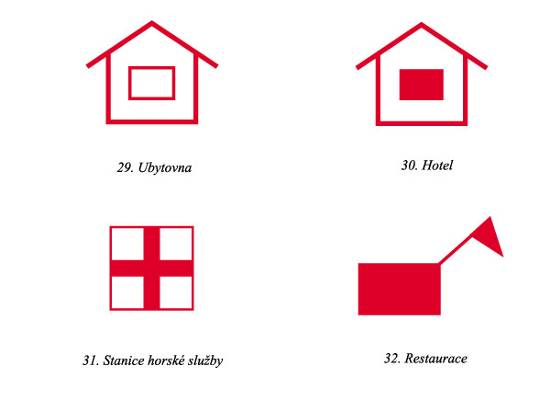 29. Ubytovna
30. Hotel
31. Stanice horské služby
32. Restaurace